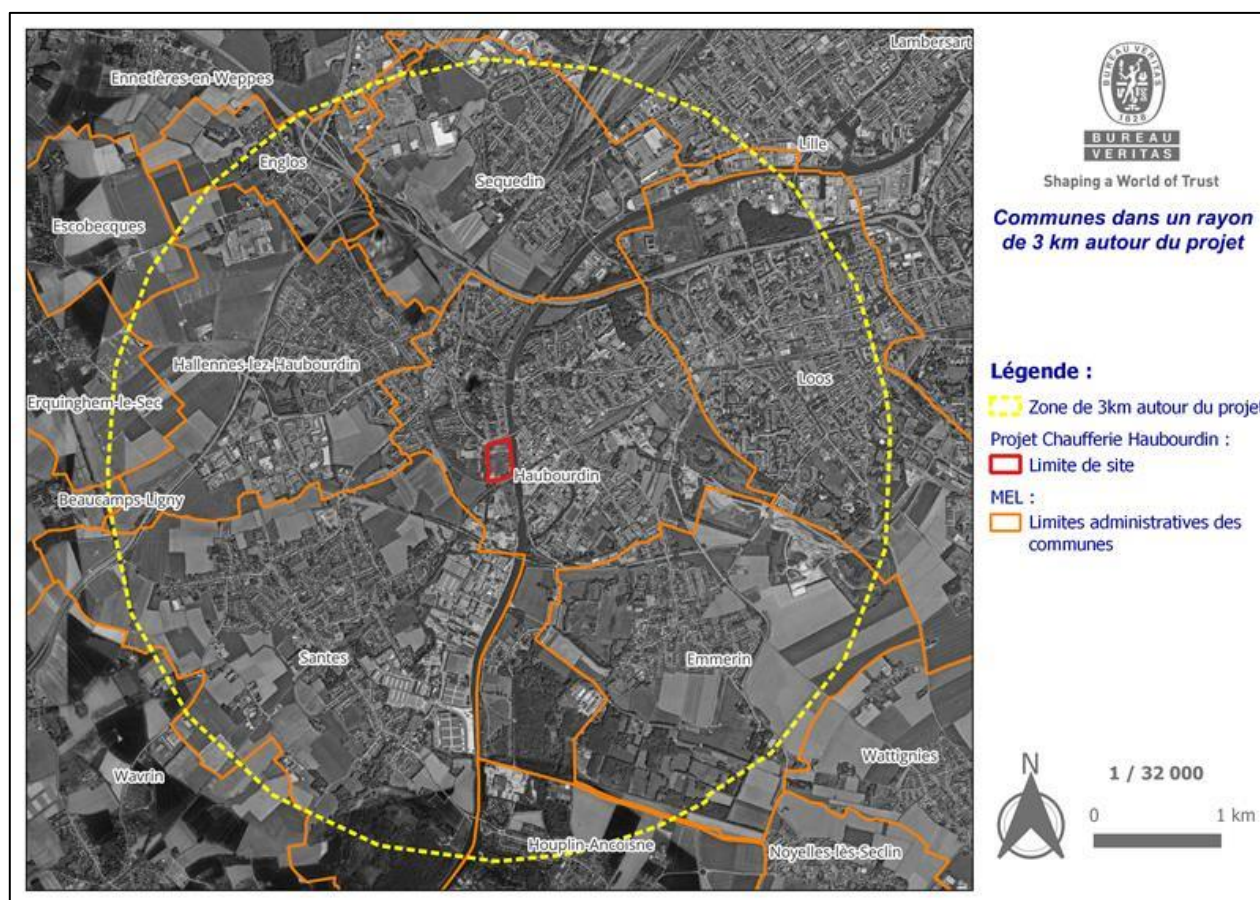 Lambersart
Ennetières-en-Weppes
Lille
Englos
Sequedin
Escobecques
Hallennes-lez-Haubourdin
Loos
Erquinghem-le-Sec
Haubourdin
Beaucamps-Ligny
Santes
Emmerin
Wattignies
Wavrin
Houplin-Ancoisne
Noyelles-lès-Seclin
BUREAU VERITAS
1828
BUREAU
VERITAS
Shaping a World of Trust
Communes dans un rayon
de 3 km autour du projet
Légende :
Zone de 3km autour du projet
Projet Chaufferie Haubourdin :
Limite de site
MEL :
Limites administratives des
communes
N
1 / 32 000
0 1 km